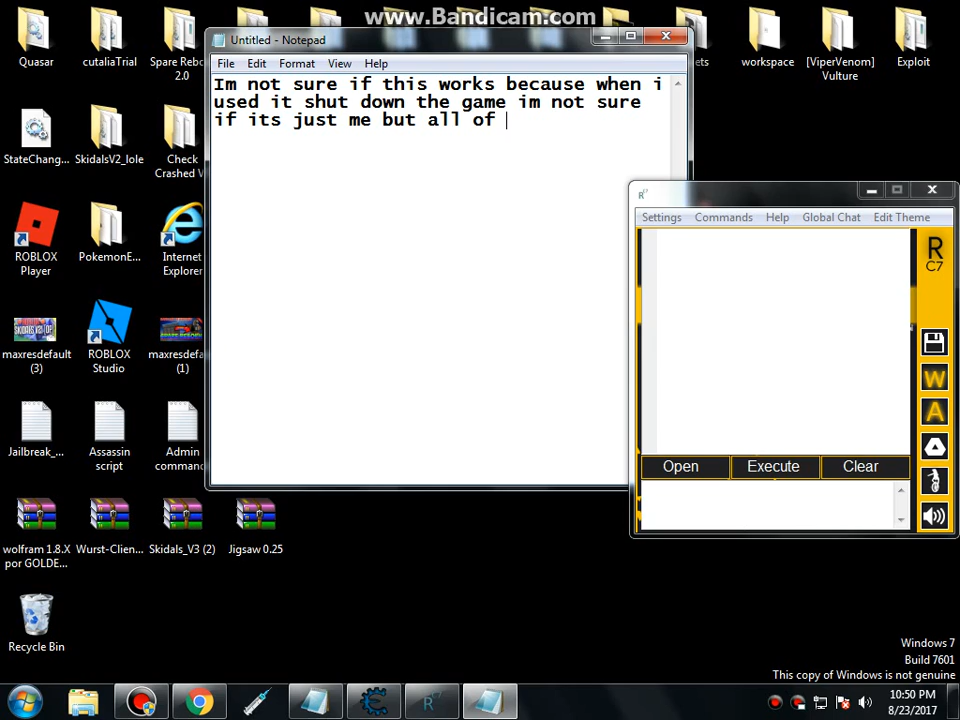 www.Bandicam.com
Untitled - Notepad
File Edit Format View Help
Im not sure if this works because when i
used it shut down the game im not sure
if its just me but all of
Settings Commands Help Global Chat Edit Theme
R
C7
W
A
Open Execute Clear
Quasar
cutaliaTrial
Spare Rebo...
2.0
workspace
[ViperVenom]
Vulture
Exploit
StateChang...
SkidalsV2_lole
Check
Crashed V
ROBLOX
Player
PokemonE...
Internet
Explorer
maxresdefault
(3)
ROBLOX
Studio
maxresdefa
(1)
Jailbreak_...
Assassin
script
Admin
comman
wolfram 1.8.X
por GOLDE...
Wurst-Clien...
Skidals_V3 (2)
Jigsaw 0.25
Recycle Bin
Windows 7
Build 7601
This copy of Windows is not genuine
10:50 PM
8/23/2017